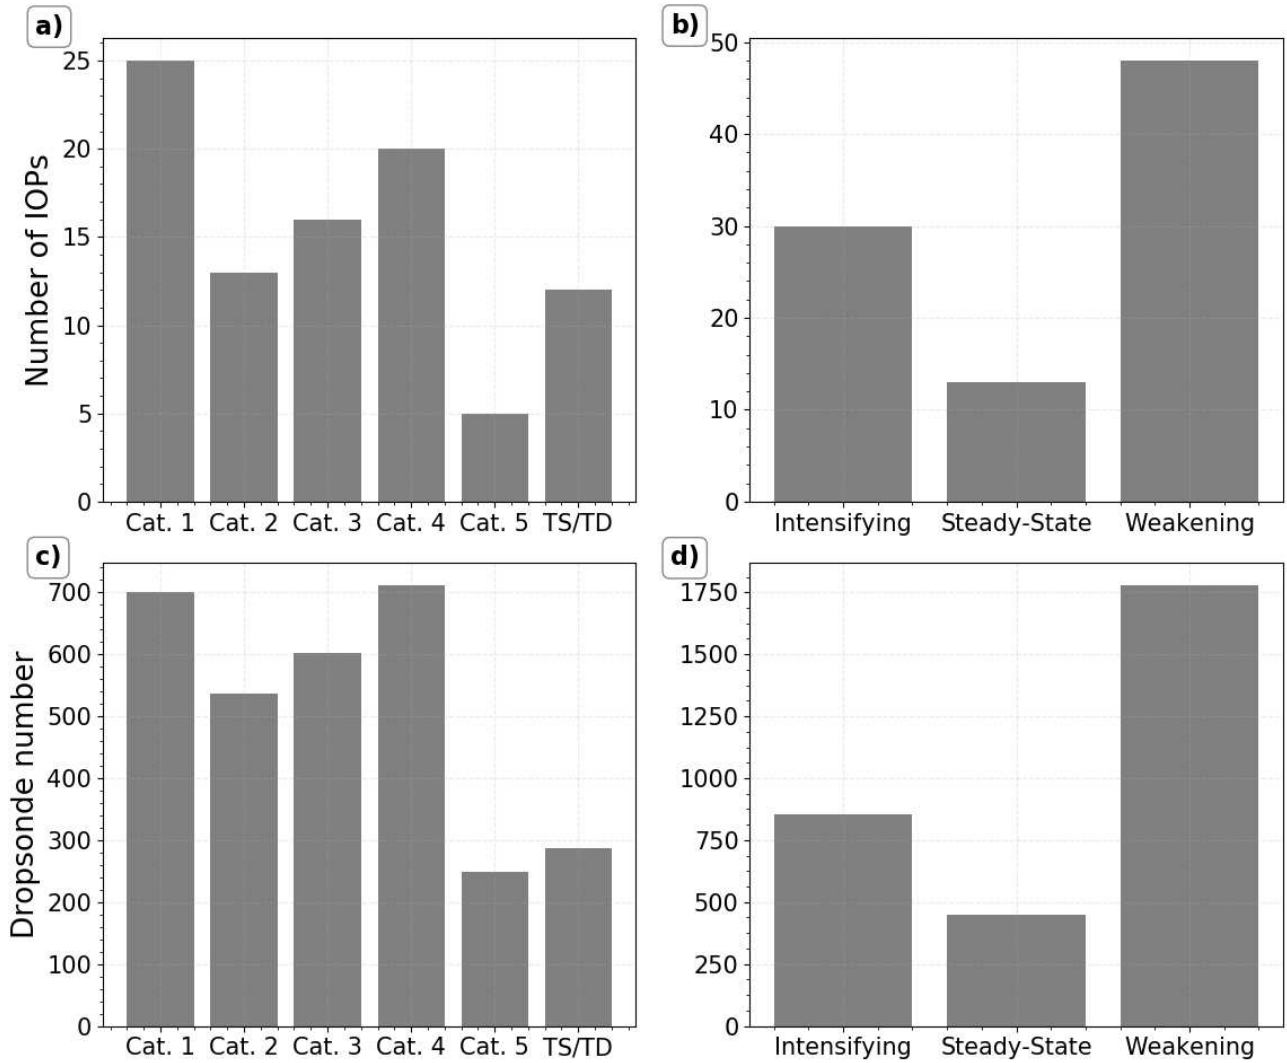 a)
Number of IOPs
25
20
15
10
5
0
Cat. 1 Cat. 2 Cat. 3 Cat. 4 Cat. 5 TS/TD
b)
50
40
30
20
10
0
Intensifying Steady-State Weakening
c)
Dropsonde number
700
600
500
400
300
200
100
0
Cat. 1 Cat. 2 Cat. 3 Cat. 4 Cat. 5 TS/TD
d)
1750
1500
1250
1000
750
500
250
0
Intensifying Steady-State Weakening